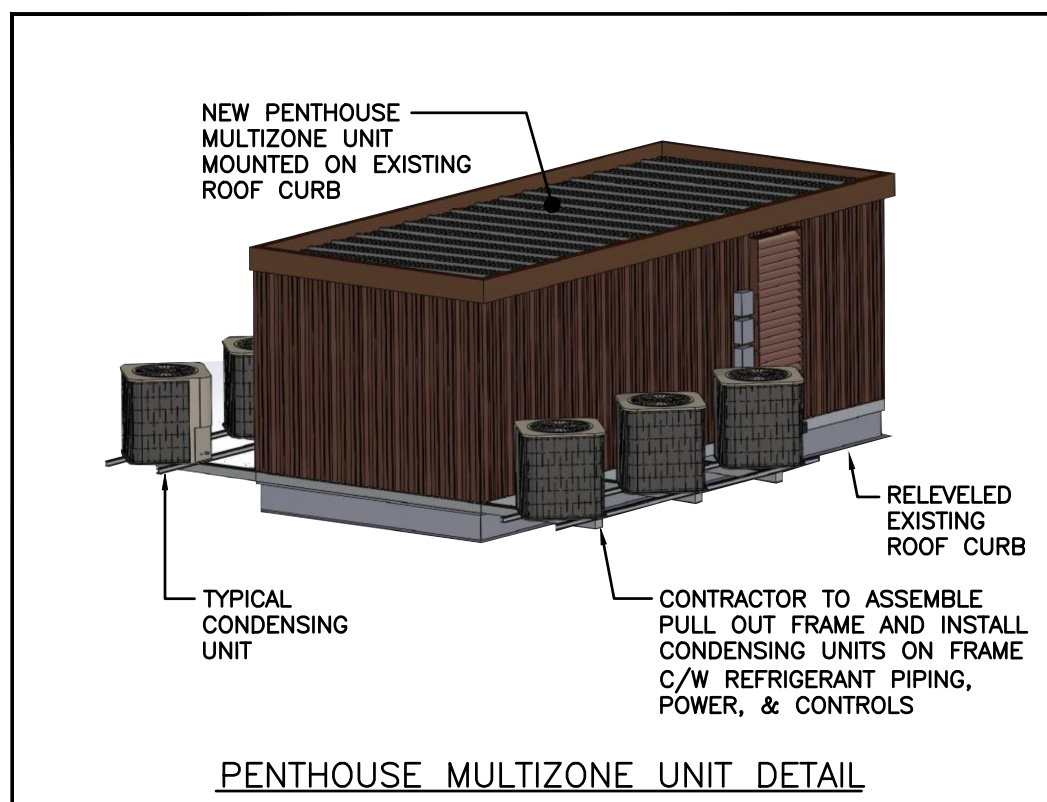 NEW PENTHOUSE
MULTIZONE UNIT
MOUNTED ON EXISTING
ROOF CURB
RELEVELED
EXISTING
ROOF CURB
TYPICAL
CONDENSING
UNIT
CONTRACTOR TO ASSEMBLE
PULL OUT FRAME AND INSTALL
CONDENSING UNITS ON FRAME
C/W REFRIGERANT PIPING,
POWER, & CONTROLS
PENTHOUSE MULTIZONE UNIT DETAIL